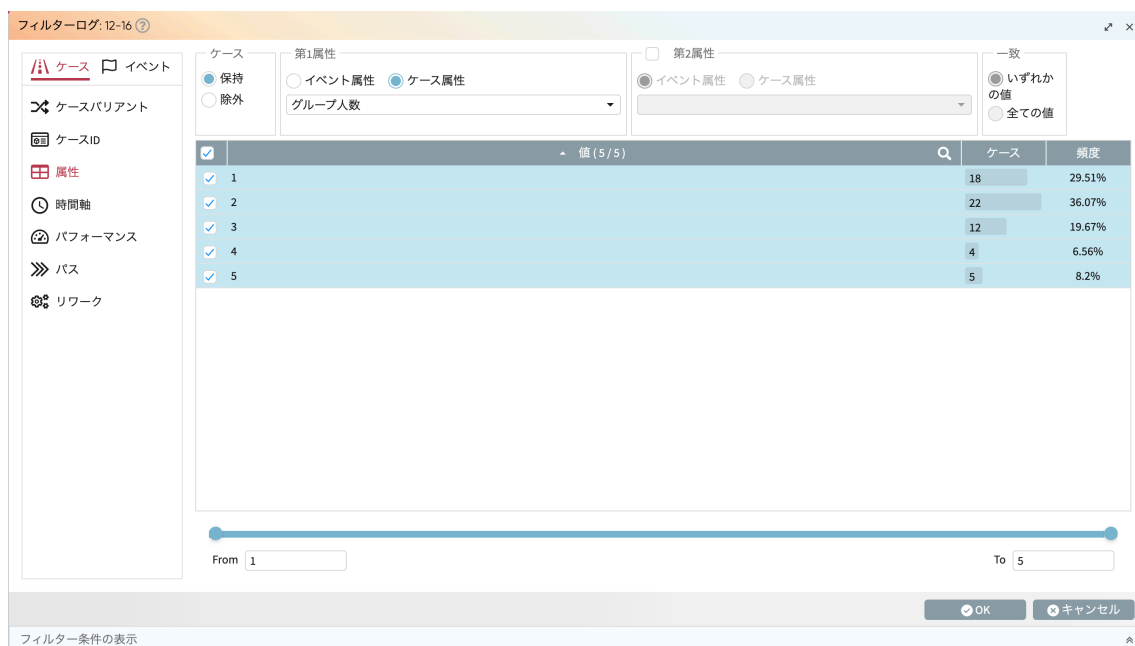 フィルターログ: 12-16 ?
ケース イベント
ケースバリアント
ケースID
属性
時間軸
パフォーマンス
パス
リワーク
ケース
保持
除外
第1属性
イベント属性 ケース属性
グループ人数
第2属性
イベント属性 ケース属性
一致
いずれか
の値
全ての値
値(5/5) ケース 頻度
1 18 29.51%
2 22 36.07%
3 12 19.67%
4 4 6.56%
5 5 8.2%
From 1 To 5
OK キャンセル
フィルター条件の表示